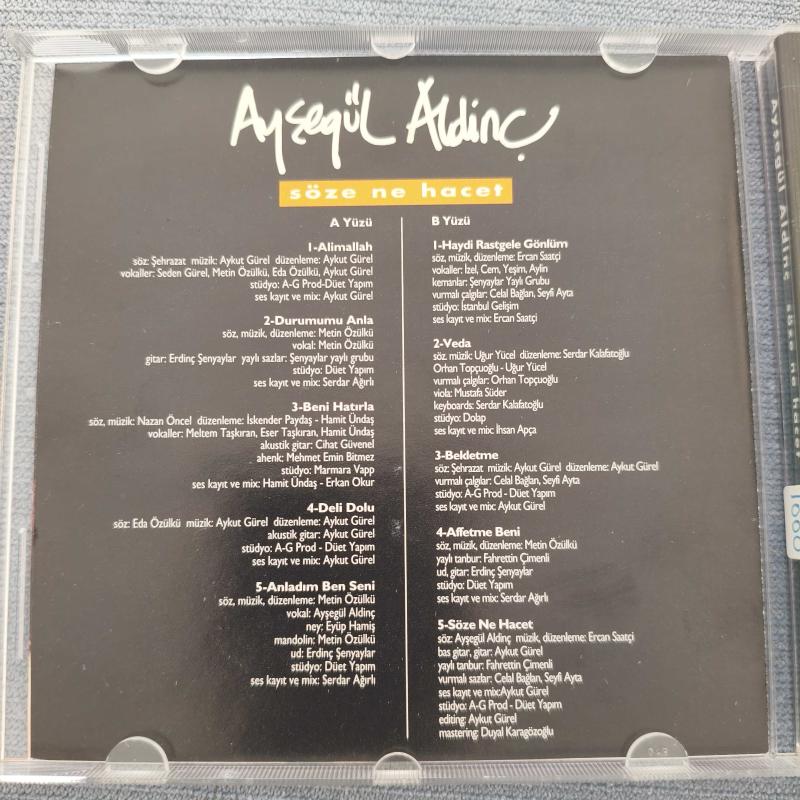 Ayşegül Aldinç
söze ne hacet
A Yüzü
1-Alimallah
söz: Şehrazat müzik: Aykut Gürel düzenleme: Aykut Gürel
vokaller: Seden Gürel, Metin Özülkü, Eda Özülkü, Aykut Gürel
stüdyo: A-G Prod-Düet Yapım
ses kayıt ve mix: Aykut Gürel
2-Durumumu Anla
söz, müzik, düzenleme: Metin Özülkü
vokal: Metin Özülkü
gitar: Erdinç Şenyaylar yaylı sazlar: Şenyaylar yaylı grubu
stüdyo: Düet Yapım
ses kayıt ve mix: Serdar Ağırlı
3-Beni Hatırla
söz, müzik: Nazan Öncel düzenleme: İskender Paydaş - Hamit Ündaş
vokaller: Meltem Taşkıran, Eser Taşkıran, Hamit Ündaş
akustik gitar: Cihat Güvenel
ahenk: Mehmet Emin Bitmez
stüdyo: Marmara Vapp
ses kayıt ve mix: Hamit Ündaş - Erkan Okur
4-Deli Dolu
söz: Eda Özülkü müzik: Aykut Gürel düzenleme: Aykut Gürel
akustik gitar: Aykut Gürel
stüdyo: A-G Prod - Düet Yapım
ses kayıt ve mix: Aykut Gürel
5-Anladım Ben Seni
söz, müzik, düzenleme: Metin Özülkü
vokal: Ayşegül Aldinç
ney: Eyüp Hamiş
mandolin: Metin Özülkü
ud: Erdinç Şenyaylar
stüdyo: Düet Yapım
ses kayıt ve mix: Serdar Ağırlı
B Yüzü
1-Haydi Rastgele Gönlüm
söz, müzik, düzenleme: Ercan Saatçi
vokaller: İzel, Cem, Yeşim, Aylin
kemanlar: Şenyaylar Yaylı Grubu
vurmalı çalgılar: Celal Bağlan, Seyfi Ayta
stüdyo: İstanbul Gelişim
ses kayıt ve mix: Ercan Saatçi
2-Veda
söz. müzik: Uğur Yücel düzenleme: Serdar Kalafatoğlu
Orhan Topçuoğlu - Uğur Yücel
vurmalı çalgılar: Orhan Topçuoğlu
viola: Mustafa Süder
keyboards: Serdar Kalafatoğlu
stüdyo: Dolap
ses kayıt ve mix: İhsan Apça
3-Bekletme
söz: Şehrazat müzik: Aykut Gürel düzenleme: Aykut Gürel
vurmalı çalgılar: Celal Bağlan, Seyfi Ayta
stüdyo: A-G Prod - Düet Yapım
ses kayıt ve mix: Aykut Gürel
4-Affetme Beni
söz, müzik, düzenleme: Metin Özülkü
yaylı tanbur: Fahrettin Çimenli
ud, gitar: Erdinç Şenyaylar
stüdyo: Düet Yapım
ses kayıt ve mix: Serdar Ağırlı
5-Söze Ne Hacet
söz: Ayşegül Aldinç müzik, düzenleme: Ercan Saatçi
bas gitar, gitar: Aykut Gürel
yaylı tanbur: Fahrettin Çimenli
vurmalı sazlar: Celal Bağlan, Seyfi Ayta
ses kayıt ve mix:Aykut Gürel
stüdyo: A-G Prod - Düet Yapım
editing: Aykut Gürel
mastering: Duyal Karagözoğlu
Ayşegül Aldinç söze ne hacet